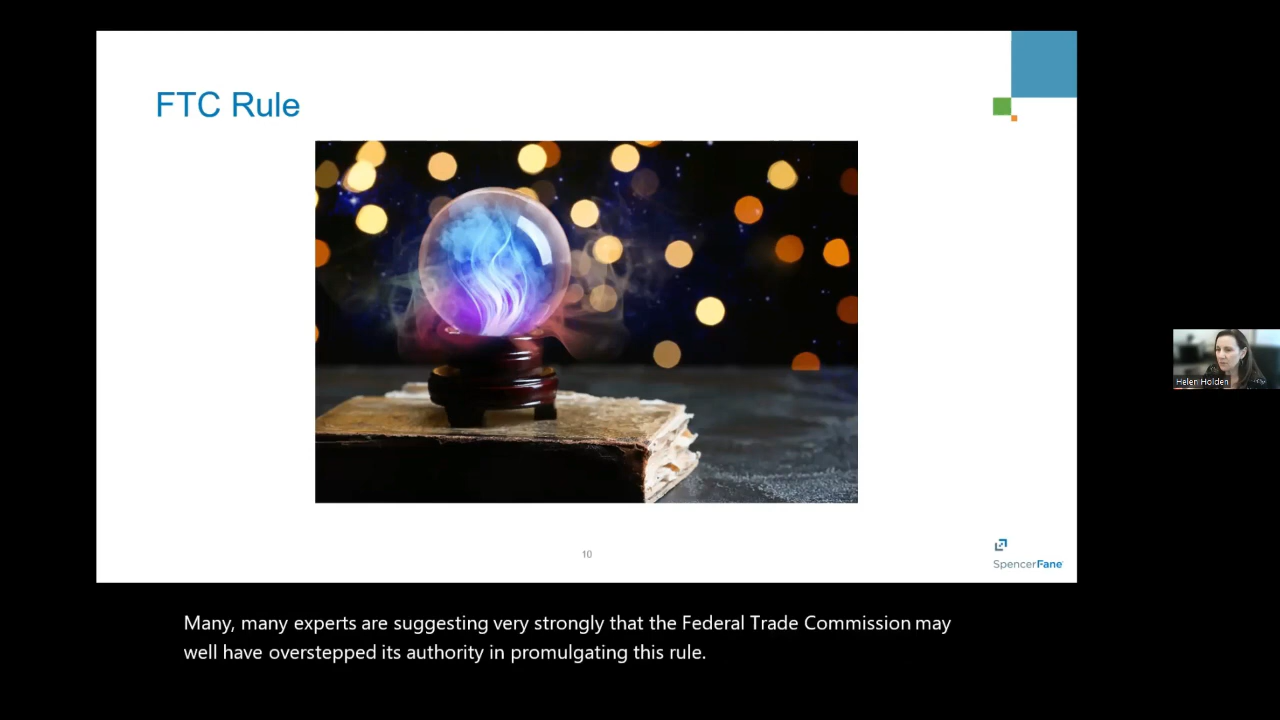 FTC Rule
Helen Holden
10
SpencerFane
Many, many experts are suggesting very strongly that the Federal Trade Commission may
well have overstepped its authority in promulgating this rule.